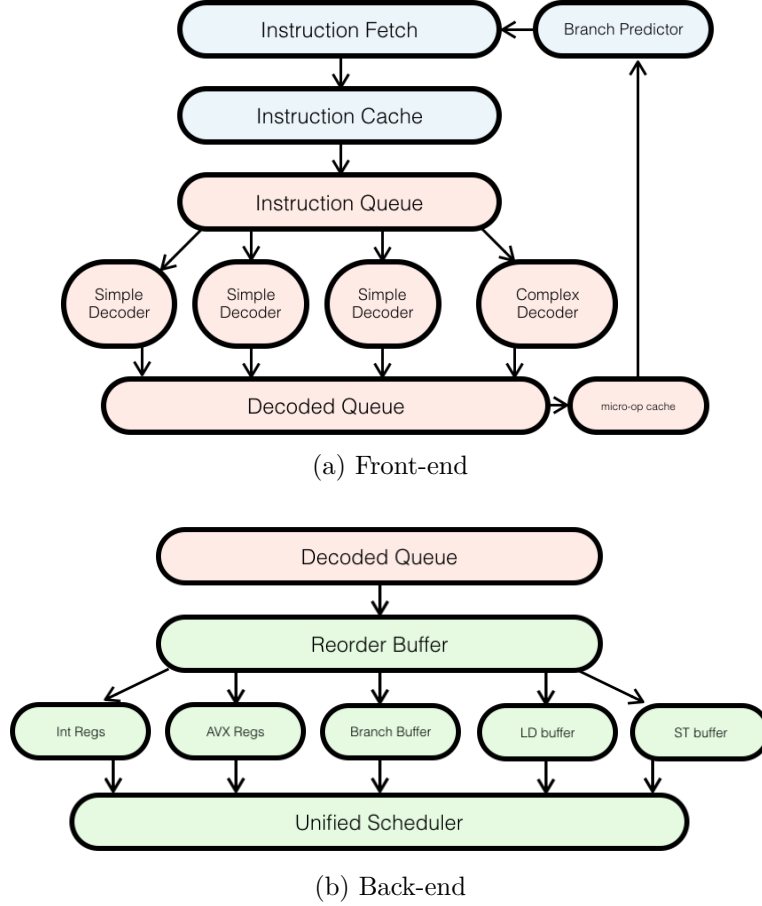 Instruction Fetch
Branch Predictor
Instruction Cache
Instruction Queue
Simple
Decoder
Simple
Decoder
Simple
Decoder
Complex
Decoder
Decoded Queue
micro-op cache
(a) Front-end
Decoded Queue
Reorder Buffer
Int Regs
AVX Regs
Branch Buffer
LD buffer
ST buffer
Unified Scheduler
(b) Back-end